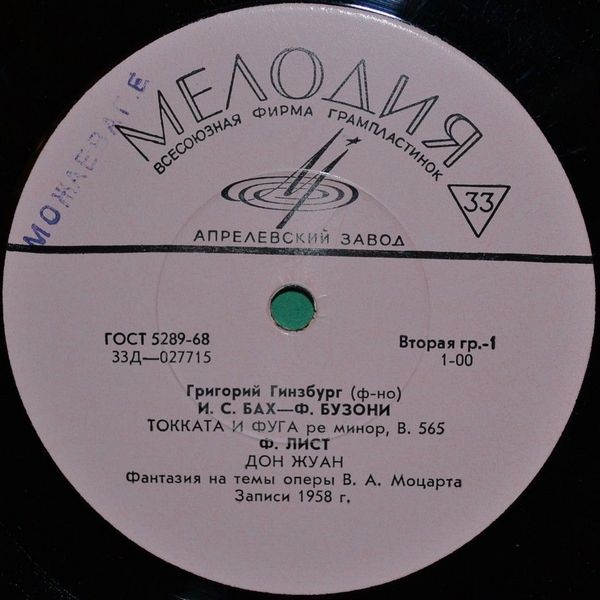 МЕЛОДИЯ
ВСЕСОЮЗНАЯ ФИРМА ГРАМПЛАСТИНОК
МОЖАЕВА Г.Е
33
АПРЕЛЕВСКИЙ ЗАВОД
ГОСТ 5289-68
33Д—027715
Вторая гр.-1
1-00
Григорий Гинзбург (ф-но)
И. С. БАХ—Ф. БУЗОНИ
ТОККАТА И ФУГА ре минор, В. 565
Ф. ЛИСТ
ДОН ЖУАН
Фантазия на темы оперы В. А. Моцарта
Записи 1958 г.